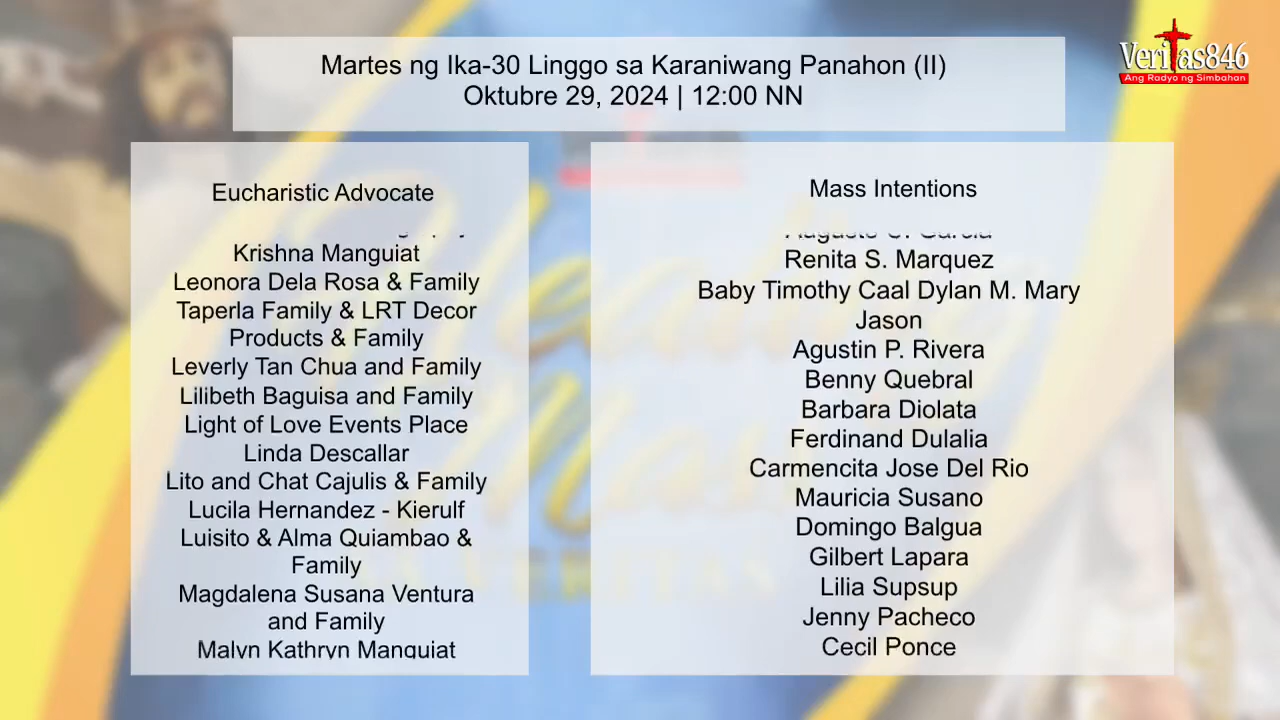 Martes ng Ika-30 Linggo sa Karaniwang Panahon (II)
Oktubre 29, 2024 | 12:00 NN
Veritas846
Ang Radyo ng Simbahan
Eucharistic Advocate
Krishna Manguiat
Leonora Dela Rosa & Family
Taperla Family & LRT Decor
Products & Family
Leverly Tan Chua and Family
Lilibeth Baguisa and Family
Light of Love Events Place
Linda Descallar
Lito and Chat Cajulis & Family
Lucila Hernandez - Kierulf
Luisito & Alma Quiambao &
Family
Magdalena Susana Ventura
and Family
Malyn Kathryn Manguiat
Mass Intentions
Renita S. Marquez
Baby Timothy Caal Dylan M. Mary
Jason
Agustin P. Rivera
Benny Quebral
Barbara Diolata
Ferdinand Dulalia
Carmencita Jose Del Rio
Mauricia Susano
Domingo Balgua
Gilbert Lapara
Lilia Supsup
Jenny Pacheco
Cecil Ponce